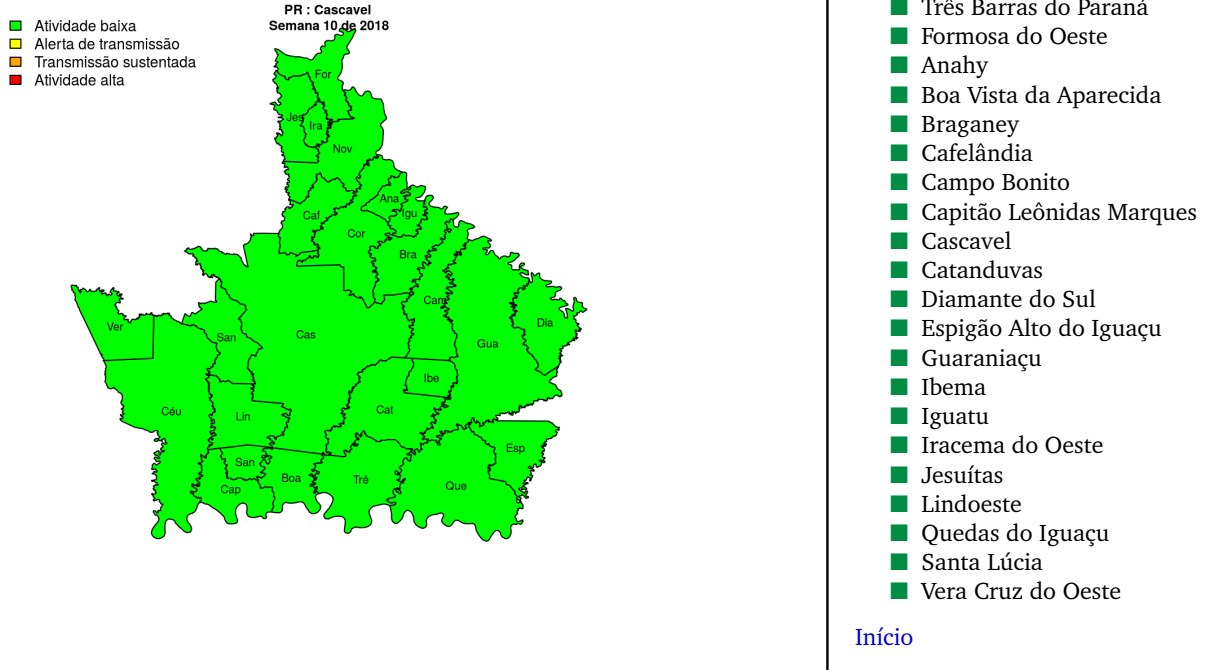 PR : Cascavel
Semana 10 de 2018
Atividade baixa
Alerta de transmissão
Transmissão sustentada
Atividade alta
For
Jes
Ira
Nov
Ana
Igu
Caf
Cor
Bra
Cam
Ver
San
Cas
Dia
Gua
Ibe
Céu
Lin
Cat
Esp
San
Cap
Boa
Trê
Que
Três Barras do Paraná
Formosa do Oeste
Anahy
Boa Vista da Aparecida
Braganey
Cafelândia
Campo Bonito
Capitão Leônidas Marques
Cascavel
Catanduvas
Diamante do Sul
Espigão Alto do Iguaçu
Guaraniaçu
Ibema
Iguatu
Iracema do Oeste
Jesuítas
Lindoeste
Quedas do Iguaçu
Santa Lúcia
Vera Cruz do Oeste
Início